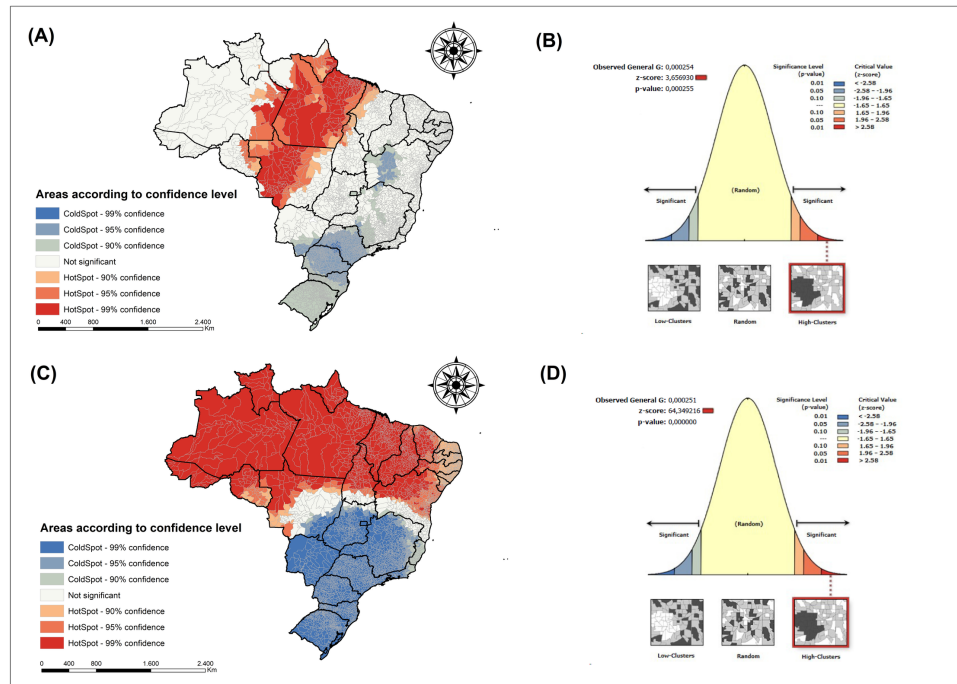 (A)
Areas according to confidence level
ColdSpot - 99% confidence
ColdSpot - 95% confidence
ColdSpot - 90% confidence
Not significant
HotSpot - 90% confidence
HotSpot - 95% confidence
HotSpot - 99% confidence
0 400 800 1.600 2.400
Km
(B)
Observed General G: 0,000254
z-score: 3,656930
p-value: 0,000255
Significance Level
(p-value)
Critical Value
(z-score)
0.01 < -2.58
0.05 -2.58 – -1.96
0.10 -1.96 – -1.65
--- -1.65 – 1.65
0.10 1.65 – 1.96
0.05 1.96 – 2.58
0.01 > 2.58
(Random)
Significant Significant
Low-Clusters Random High-Clusters
(C)
Areas according to confidence level
ColdSpot - 99% confidence
ColdSpot - 95% confidence
ColdSpot - 90% confidence
Not significant
HotSpot - 90% confidence
HotSpot - 95% confidence
HotSpot - 99% confidence
0 400 800 1.600 2.400
Km
(D)
Observed General G: 0,000251
z-score: 64,349216
p-value: 0,000000
Significance Level
(p-value)
Critical Value
(z-score)
0.01 < -2.58
0.05 -2.58 – -1.96
0.10 -1.96 – -1.65
--- -1.65 – 1.65
0.10 1.65 – 1.96
0.05 1.96 – 2.58
0.01 > 2.58
(Random)
Significant Significant
Low-Clusters Random High-Clusters